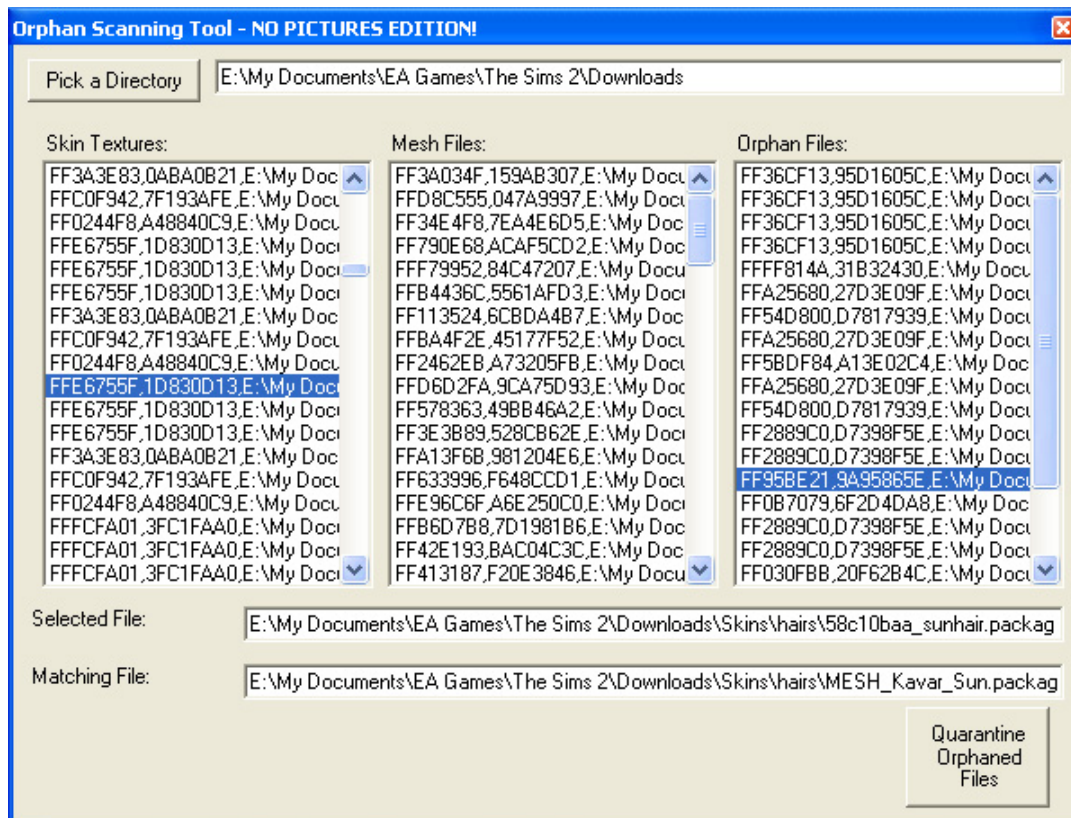 Orphan Scanning Tool - NO PICTURES EDITION!
Pick a Directory
E:\My Documents\EA Games\The Sims 2\Downloads
Skin Textures:
FF3A3E83,0ABA0B21,E:\My Doc
FFC0F942,7F193AFE,E:\My Docu
FF0244F8,A48840C9,E:\My Docu
FFE6755F,1D830D13,E:\My Docu
FFE6755F,1D830D13,E:\My Docu
FFE6755F,1D830D13,E:\My Docu
FF3A3E83,0ABA0B21,E:\My Doc
FFC0F942,7F193AFE,E:\My Docu
FF0244F8,A48840C9,E:\My Docu
FFE6755F,1D830D13,E:\My Docu
FFE6755F,1D830D13,E:\My Docu
FFE6755F,1D830D13,E:\My Docu
FF3A3E83,0ABA0B21,E:\My Doc
FFC0F942,7F193AFE,E:\My Docu
FF0244F8,A48840C9,E:\My Docu
FFFCFA01,3FC1FAA0,E:\My Docu
FFFCFA01,3FC1FAA0,E:\My Docu
FFFCFA01,3FC1FAA0,E:\My Docu
Mesh Files:
FF3A034F,159AB307,E:\My Docu
FFD8C555,047A9997,E:\My Docu
FF34E4F8,7EA4E6D5,E:\My Doc
FF790E68,ACAF5CD2,E:\My Doc
FFF79952,84C47207,E:\My Docu
FFB4436C,5561AFD3,E:\My Doc
FF113524,6CBDA4B7,E:\My Doc
FFBA4F2E,45177F52,E:\My Docu
FF2462EB,A73205FB,E:\My Docu
FFD6D2FA,9CA75D93,E:\My Doc
FF578363,49BB46A2,E:\My Docu
FF3E3B89,528CB62E,E:\My Docu
FFA13F6B,981204E6,E:\My Docu
FF633996,F648CCD1,E:\My Docu
FFE96C6F,A6E250C0,E:\My Docu
FFB6D7B8,7D1981B6,E:\My Doc
FF42E193,BAC04C3C,E:\My Doc
FF413187,F20E3846,E:\My Docu
Orphan Files:
FF36CF13,95D1605C,E:\My Docu
FF36CF13,95D1605C,E:\My Docu
FF36CF13,95D1605C,E:\My Docu
FF36CF13,95D1605C,E:\My Docu
FFFF814A,31B32430,E:\My Docu
FFA25680,27D3E09F,E:\My Docu
FF54D800,D7817939,E:\My Docu
FFA25680,27D3E09F,E:\My Docu
FF5BDF84,A13E02C4,E:\My Docu
FFA25680,27D3E09F,E:\My Docu
FF54D800,D7817939,E:\My Docu
FF2889C0,D7398F5E,E:\My Docu
FF2889C0,D7398F5E,E:\My Docu
FF95BE21,9A95865E,E:\My Docu
FF0B7079,6F2D4DA8,E:\My Doc
FF2889C0,D7398F5E,E:\My Docu
FF2889C0,D7398F5E,E:\My Docu
FF030FBB,20F62B4C,E:\My Docu
Selected File:
E:\My Documents\EA Games\The Sims 2\Downloads\Skins\hairs\58c10baa_sunhair.packag
Matching File:
E:\My Documents\EA Games\The Sims 2\Downloads\Skins\hairs\MESH_Kavar_Sun.packag
Quarantine
Orphaned
Files